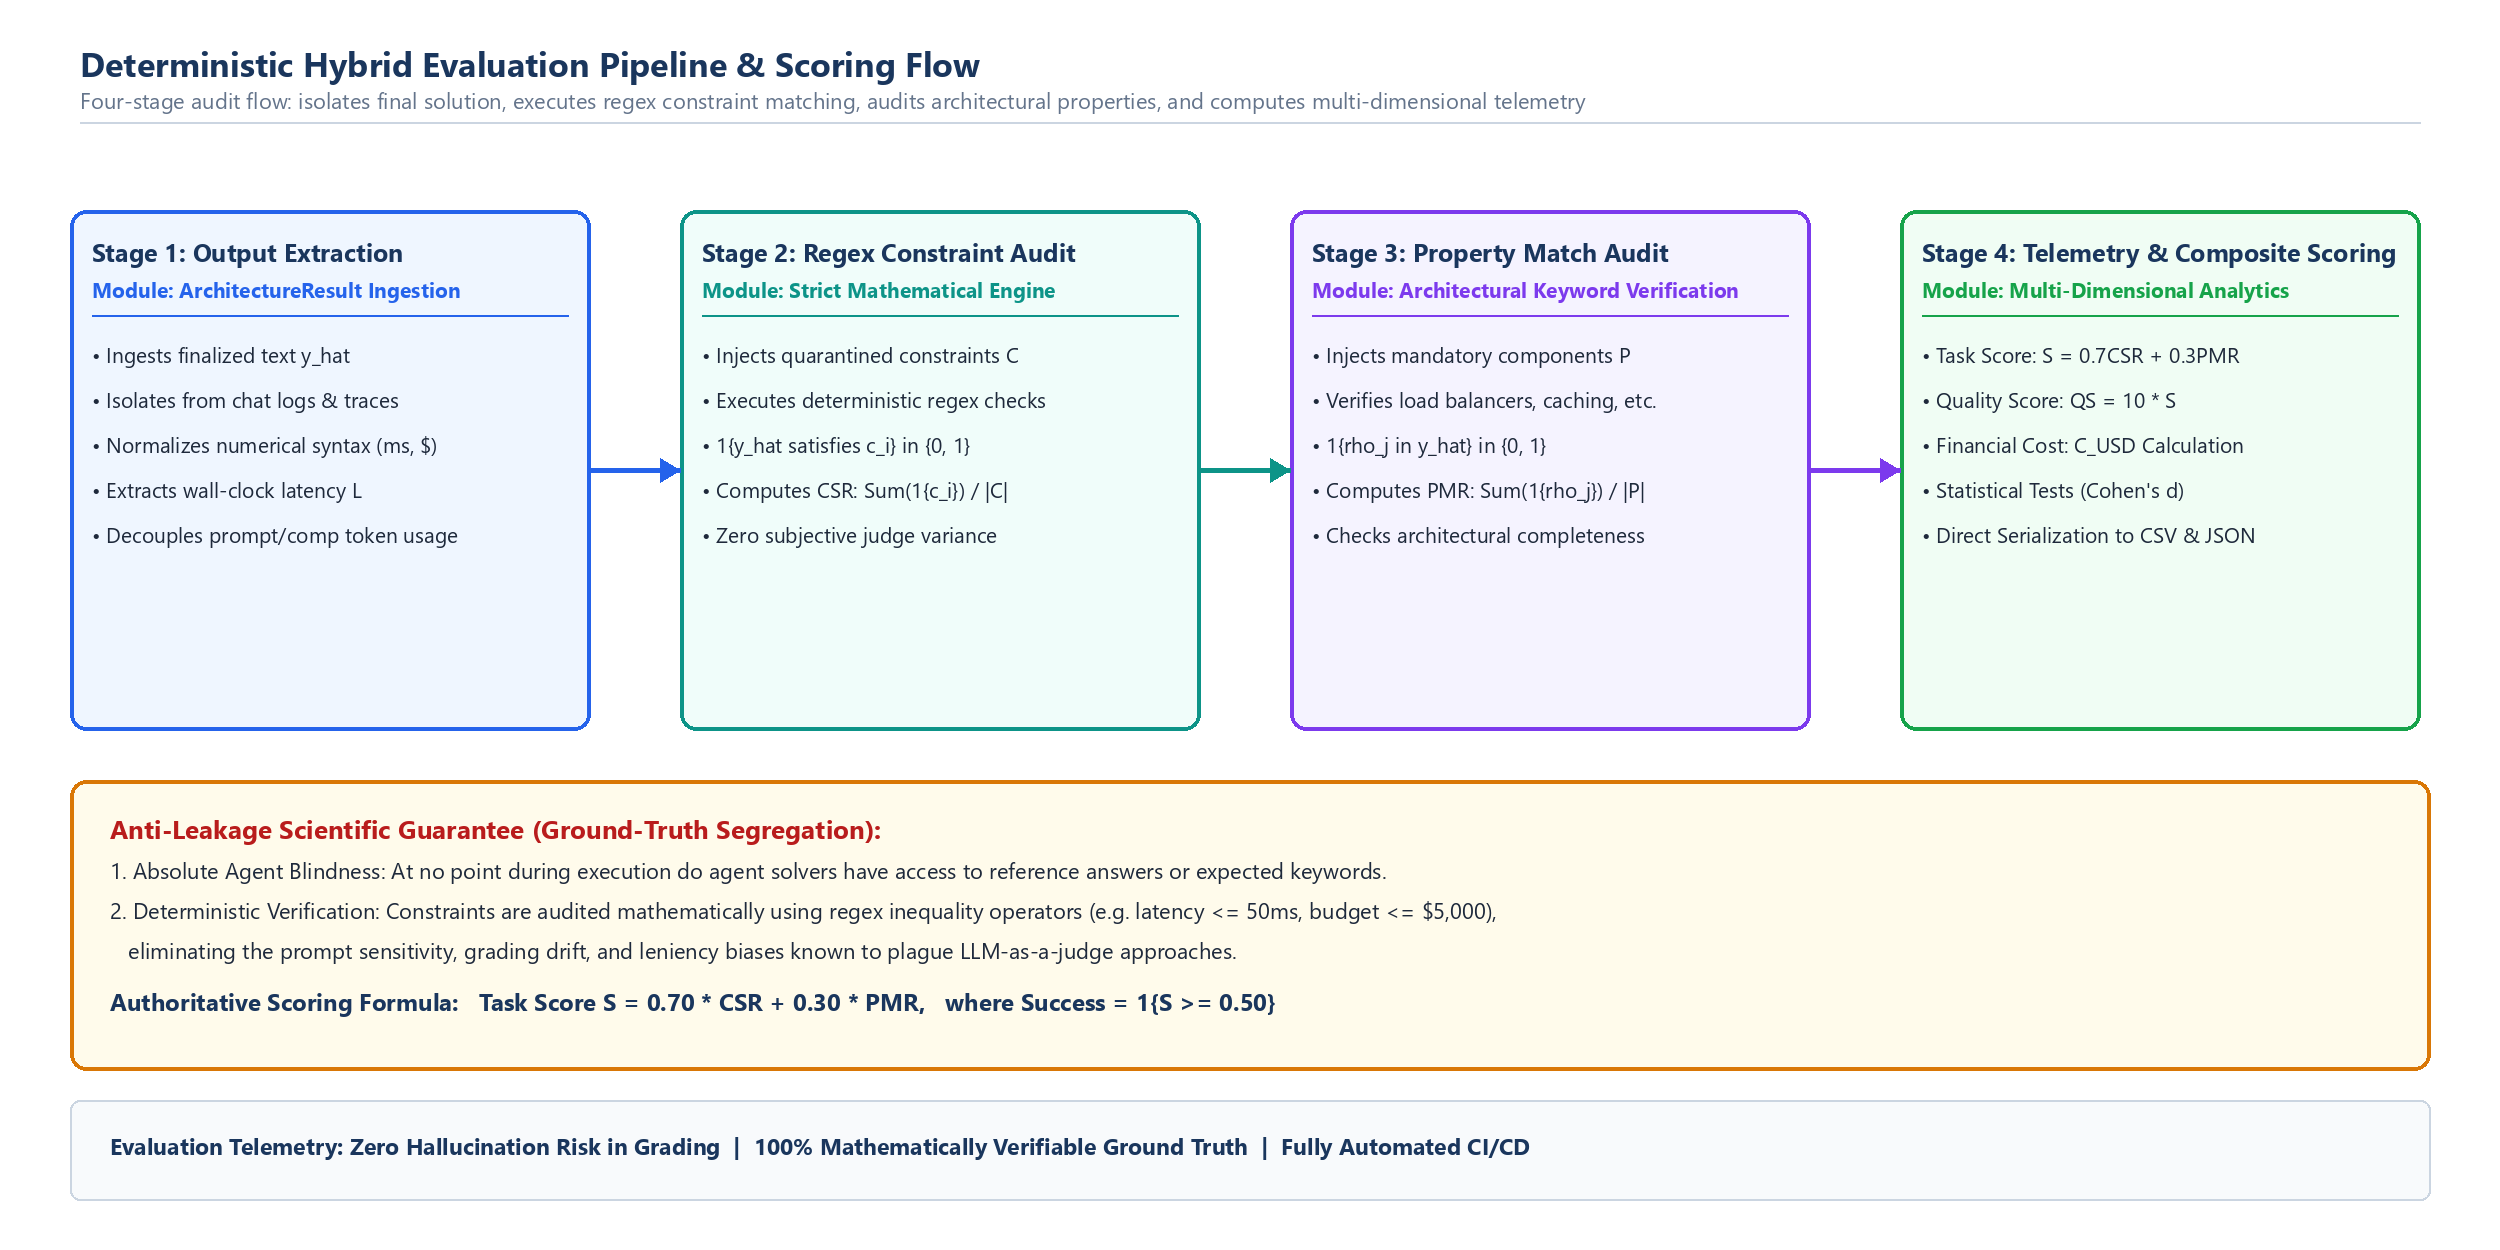 Deterministic Hybrid Evaluation Pipeline & Scoring Flow
Four-stage audit flow: isolates final solution, executes regex constraint matching, audits architectural properties, and computes multi-dimensional telemetry
Stage 1: Output Extraction
Module: ArchitectureResult Ingestion
• Ingests finalized text y_hat
• Isolates from chat logs & traces
• Normalizes numerical syntax (ms, $)
• Extracts wall-clock latency L
• Decouples prompt/comp token usage
Stage 2: Regex Constraint Audit
Module: Strict Mathematical Engine
• Injects quarantined constraints C
• Executes deterministic regex checks
• 1{y_hat satisfies c_i} in {0, 1}
• Computes CSR: Sum(1{c_i}) / |C|
• Zero subjective judge variance
Stage 3: Property Match Audit
Module: Architectural Keyword Verification
• Injects mandatory components P
• Verifies load balancers, caching, etc.
• 1{rho_j in y_hat} in {0, 1}
• Computes PMR: Sum(1{rho_j}) / |P|
• Checks architectural completeness
Stage 4: Telemetry & Composite Scoring
Module: Multi-Dimensional Analytics
• Task Score: S = 0.7CSR + 0.3PMR
• Quality Score: QS = 10 * S
• Financial Cost: C_USD Calculation
• Statistical Tests (Cohen's d)
• Direct Serialization to CSV & JSON
Anti-Leakage Scientific Guarantee (Ground-Truth Segregation):
1. Absolute Agent Blindness: At no point during execution do agent solvers have access to reference answers or expected keywords.
2. Deterministic Verification: Constraints are audited mathematically using regex inequality operators (e.g. latency <= 50ms, budget <= $5,000),
eliminating the prompt sensitivity, grading drift, and leniency biases known to plague LLM-as-a-judge approaches.
Authoritative Scoring Formula: Task Score S = 0.70 * CSR + 0.30 * PMR, where Success = 1{S >= 0.50}
Evaluation Telemetry: Zero Hallucination Risk in Grading | 100% Mathematically Verifiable Ground Truth | Fully Automated CI/CD